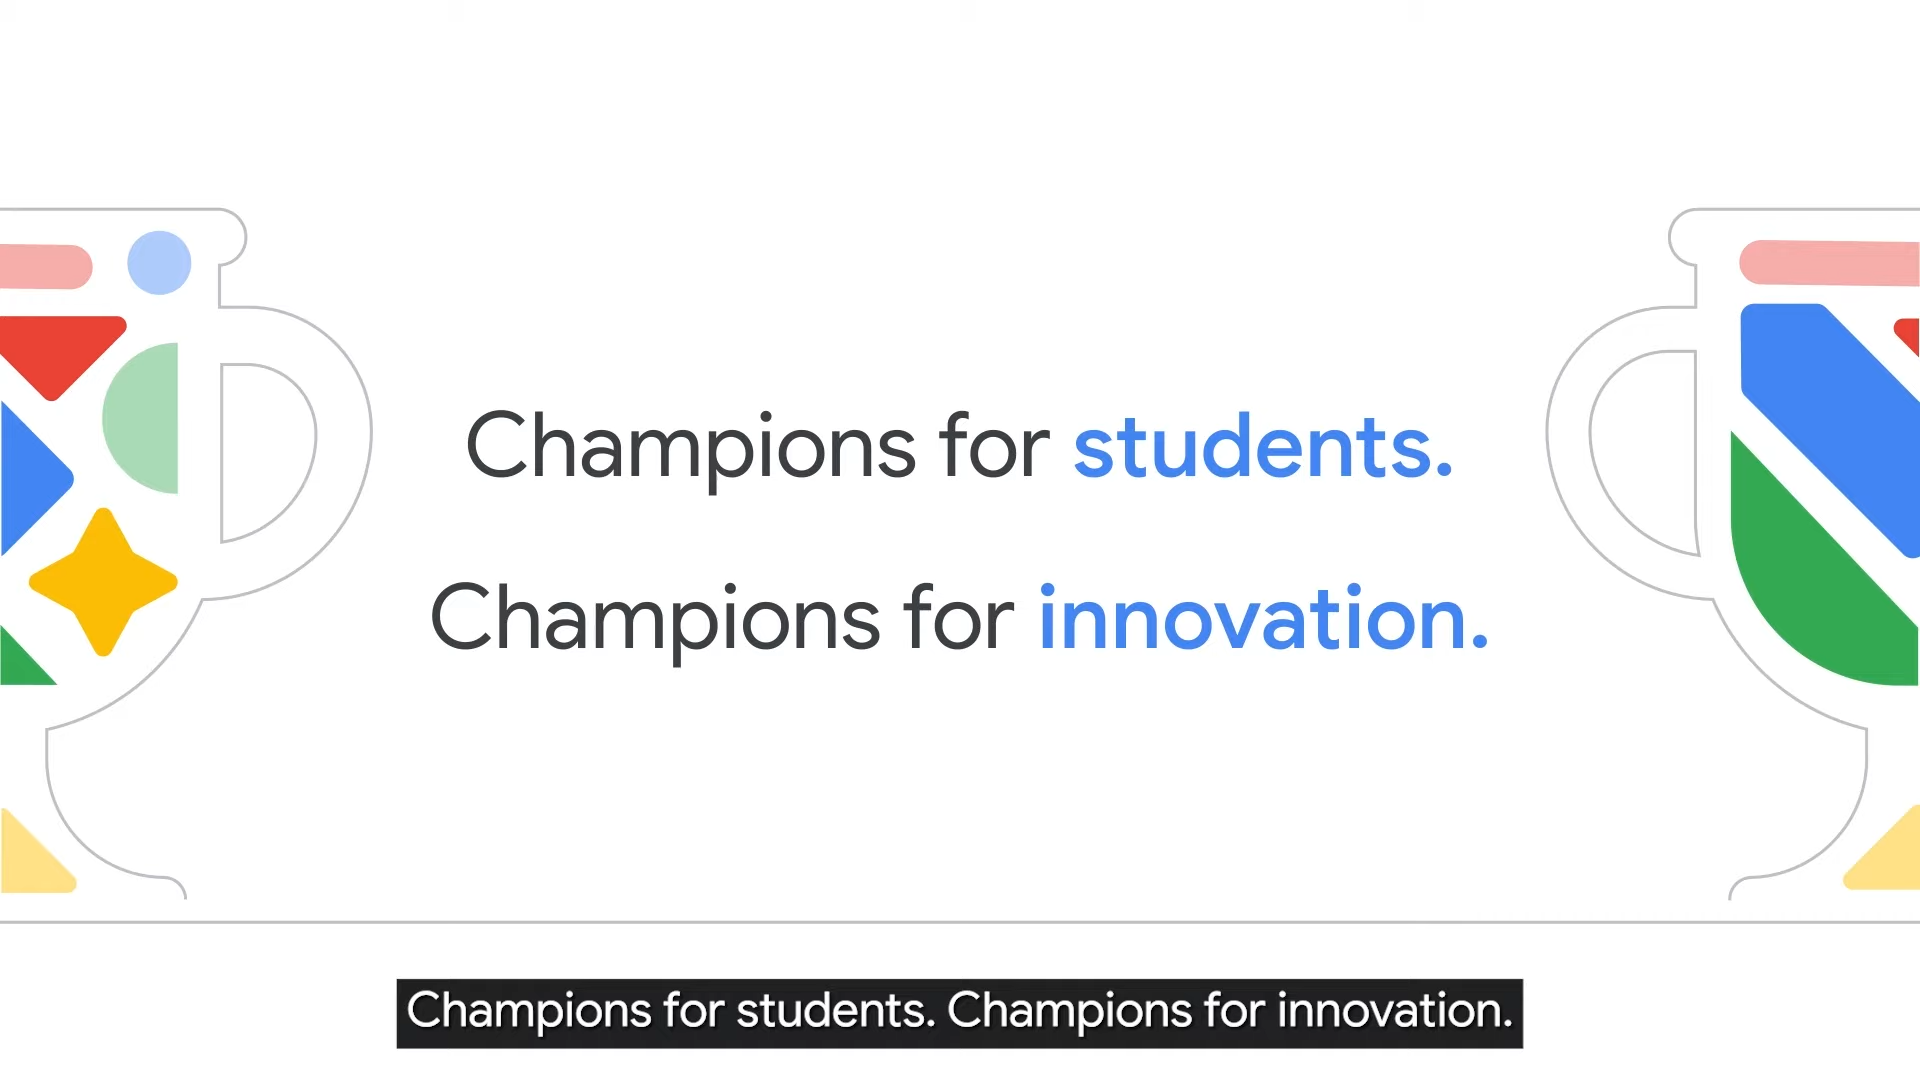 Champions for students.
Champions for innovation.
Champions for students. Champions for innovation.